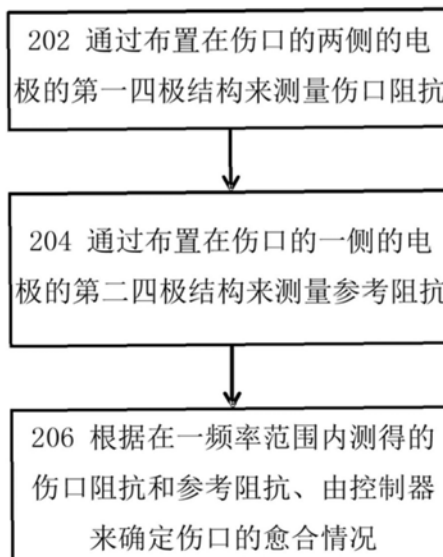 202 通过布置在伤口的两侧的电
极的第一四极结构来测量伤口阻抗
204 通过布置在伤口的一侧的电
极的第二四极结构来测量参考阻抗
206 根据在一频率范围内测得的
伤口阻抗和参考阻抗、由控制器
来确定伤口的愈合情况